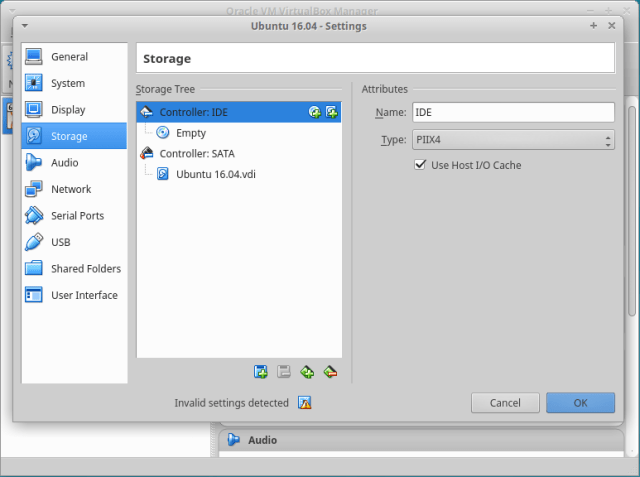 Oracle VM VirtualBox Manager
Ubuntu 16.04 - Settings
General
System
Display
Storage
Audio
Network
Serial Ports
USB
Shared Folders
User Interface
Storage
Storage Tree
Controller: IDE
Empty
Controller: SATA
Ubuntu 16.04.vdi
Attributes
Name: IDE
Type: PIIX4
Use Host I/O Cache
Invalid settings detected
Cancel
OK
Audio